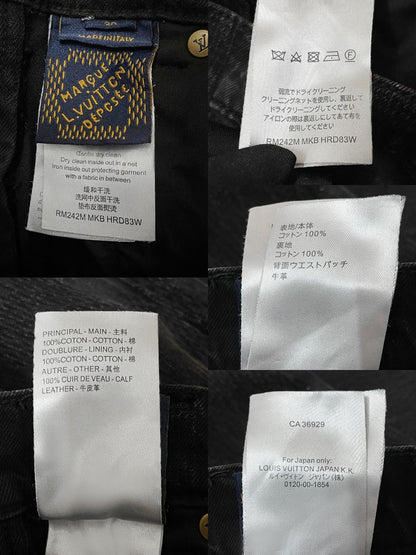 30
MADE IN ITALY
MARQUE
L.VUITTON
DÉPOSÉE
LV
Gentle dry clean
Dry clean inside out in a net
Iron inside out protecting garment
with a fabric in between
缓和干洗
洗网中反面干洗
垫布反面熨烫
RM242M MKB HRD83W
弱流でドライクリーニング
クリーニングネットを使用し、裏返して
ドライクリーニングしてください
アイロンの際は裏返してあて布を
使用してください
RM242M MKB HRD83W
表地/本体
コットン 100%
裏地
コットン 100%
背面ウエストパッチ
牛革
PRINCIPAL - MAIN - 主料
100%COTON - COTTON - 棉
DOUBLURE - LINING - 内衬
100%COTON - COTTON - 棉
AUTRE - OTHER - 其他
100% CUIR DE VEAU - CALF
LEATHER - 牛皮革
CA 36929
For Japan only:
LOUIS VUITTON JAPAN K.K.
ルイ・ヴィトン ジャパン(株)
0120-00-1854